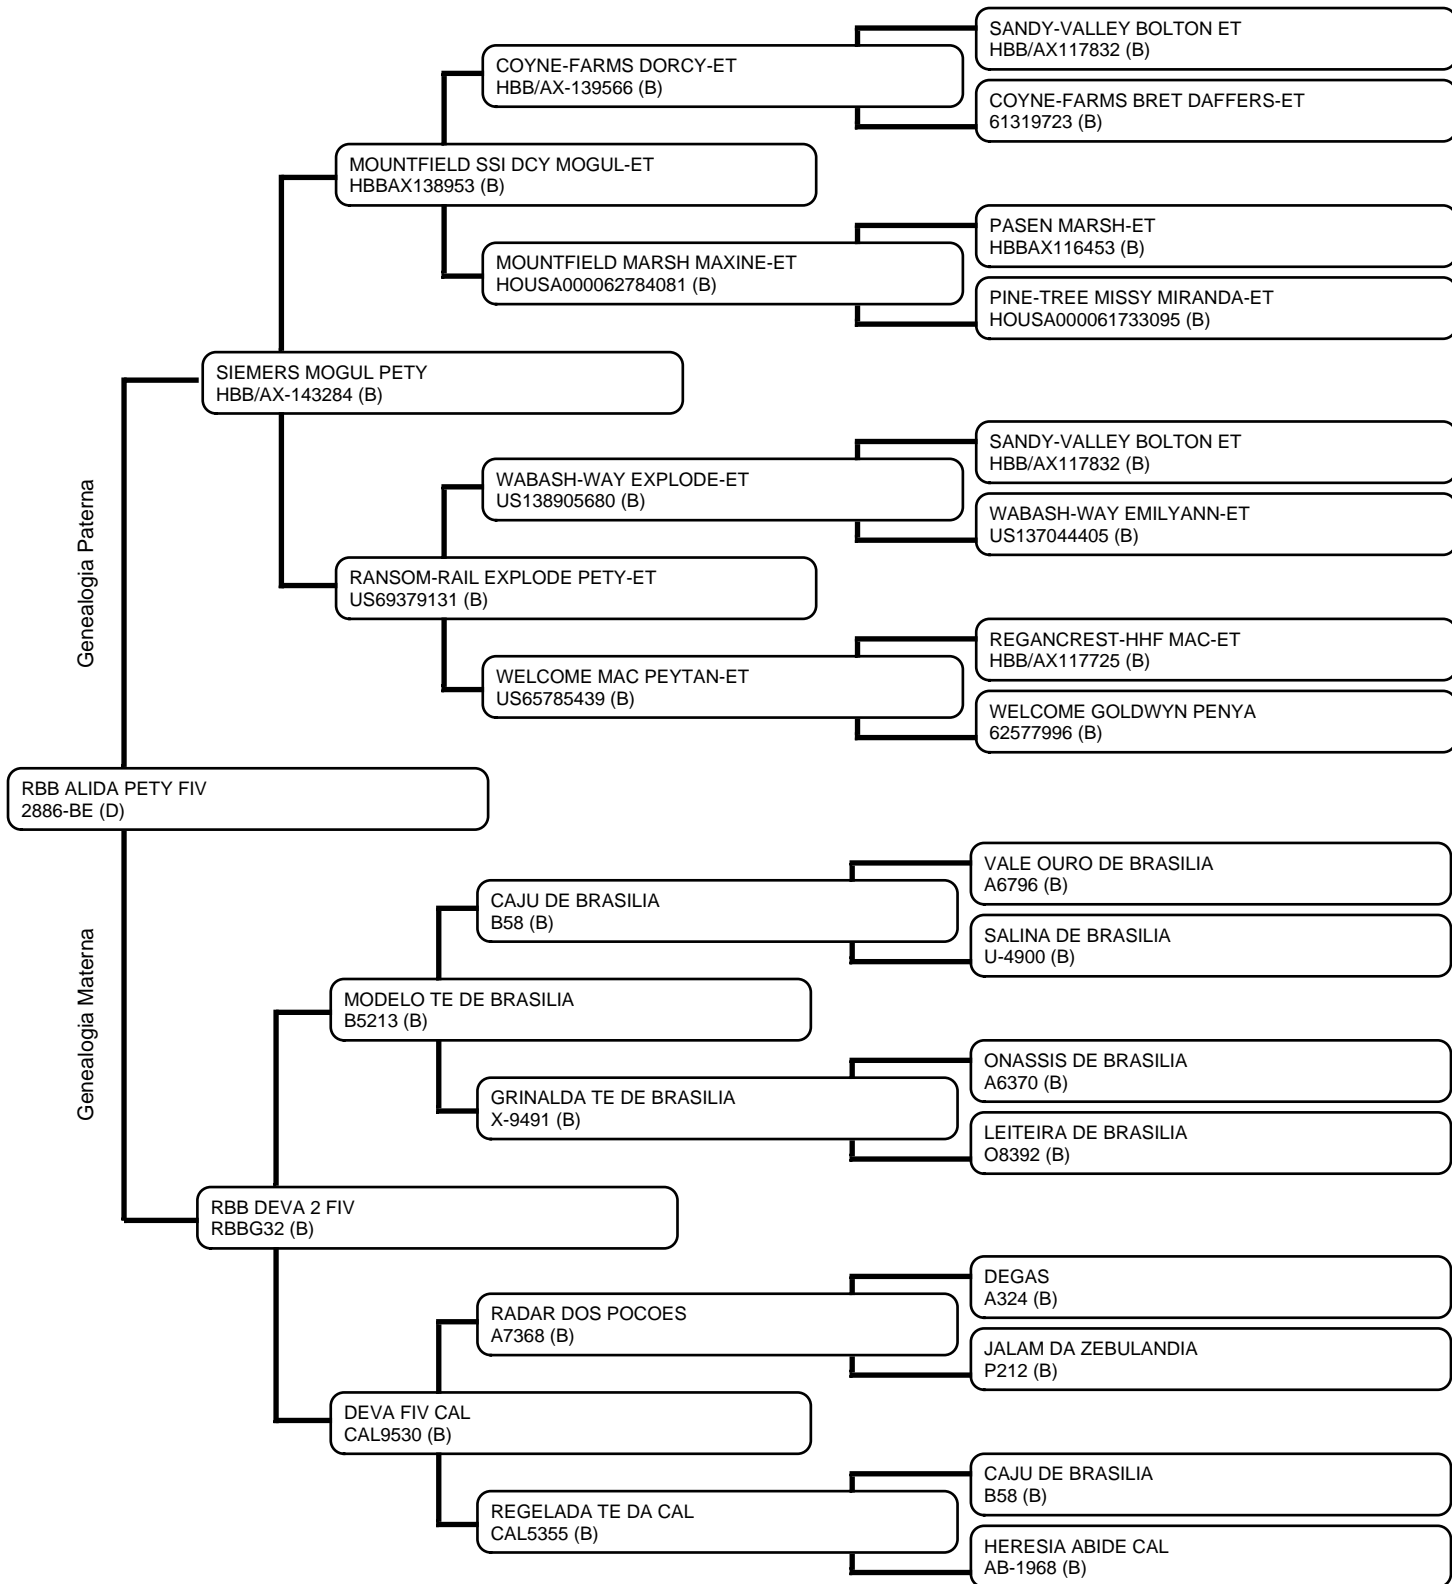 SANDY-VALLEY BOLTON ET
HBB/AX117832 (B)
COYNE-FARMS DORCY-ET
HBB/AX-139566 (B)
COYNE-FARMS BRET DAFFERS-ET
61319723 (B)
MOUNTFIELD SSI DCY MOGUL-ET
HBBAX138953 (B)
PASEN MARSH-ET
HBBAX116453 (B)
MOUNTFIELD MARSH MAXINE-ET
HOUSA000062784081 (B)
PINE-TREE MISSY MIRANDA-ET
HOUSA000061733095 (B)
SIEMERS MOGUL PETY
HBB/AX-143284 (B)
SANDY-VALLEY BOLTON ET
HBB/AX117832 (B)
WABASH-WAY EXPLODE-ET
US138905680 (B)
WABASH-WAY EMILYANN-ET
US137044405 (B)
Genealogia Paterna
RANSOM-RAIL EXPLODE PETY-ET
US69379131 (B)
REGANCREST-HHF MAC-ET
HBB/AX117725 (B)
WELCOME MAC PEYTAN-ET
US65785439 (B)
WELCOME GOLDWYN PENYA
62577996 (B)
RBB ALIDA PETY FIV
2886-BE (D)
VALE OURO DE BRASILIA
A6796 (B)
CAJU DE BRASILIA
B58 (B)
SALINA DE BRASILIA
U-4900 (B)
MODELO TE DE BRASILIA
B5213 (B)
Genealogia Materna
ONASSIS DE BRASILIA
A6370 (B)
GRINALDA TE DE BRASILIA
X-9491 (B)
LEITEIRA DE BRASILIA
O8392 (B)
RBB DEVA 2 FIV
RBBG32 (B)
DEGAS
A324 (B)
RADAR DOS POCOES
A7368 (B)
JALAM DA ZEBULANDIA
P212 (B)
DEVA FIV CAL
CAL9530 (B)
CAJU DE BRASILIA
B58 (B)
REGELADA TE DA CAL
CAL5355 (B)
HERESIA ABIDE CAL
AB-1968 (B)